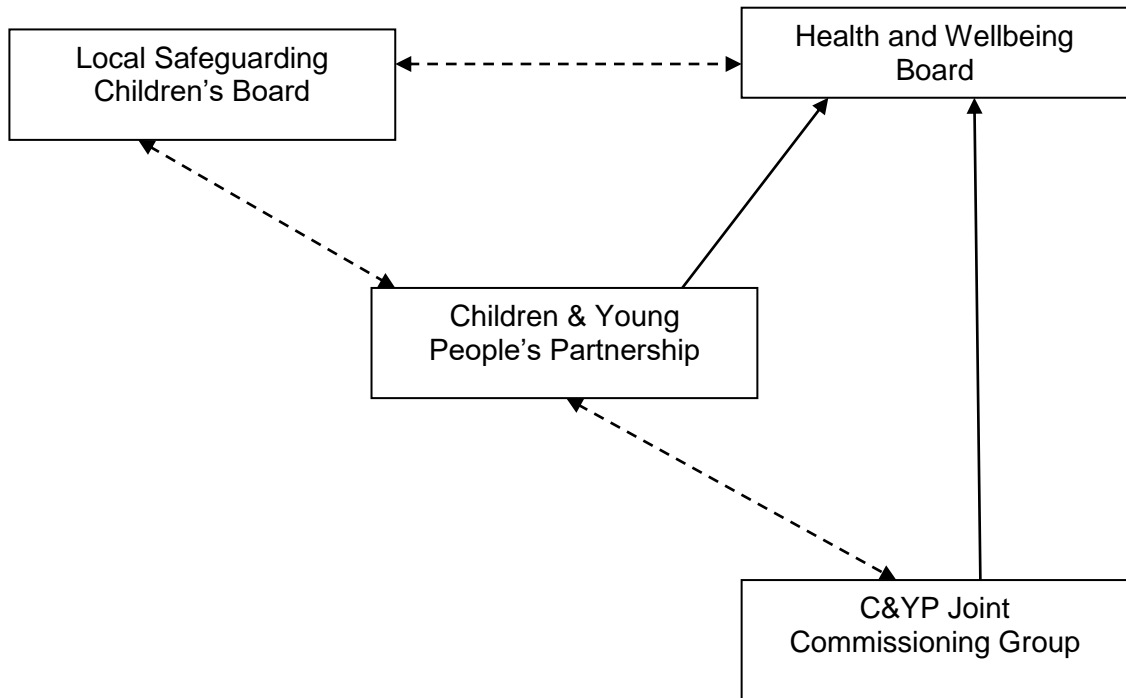 Local Safeguarding
Children’s Board
Health and Wellbeing
Board
Children & Young
People’s Partnership
C&YP Joint
Commissioning Group